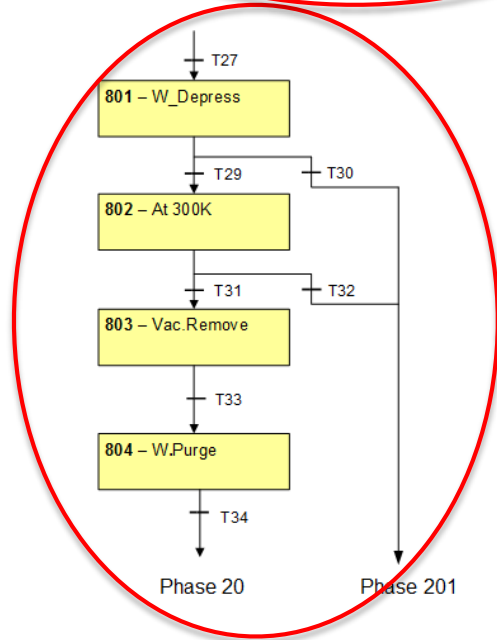 T27
801 – W_Depress
T29
T30
802 – At 300K
T31
T32
803 – Vac.Remove
T33
804 – W.Purge
T34
Phase 20
Phase 201